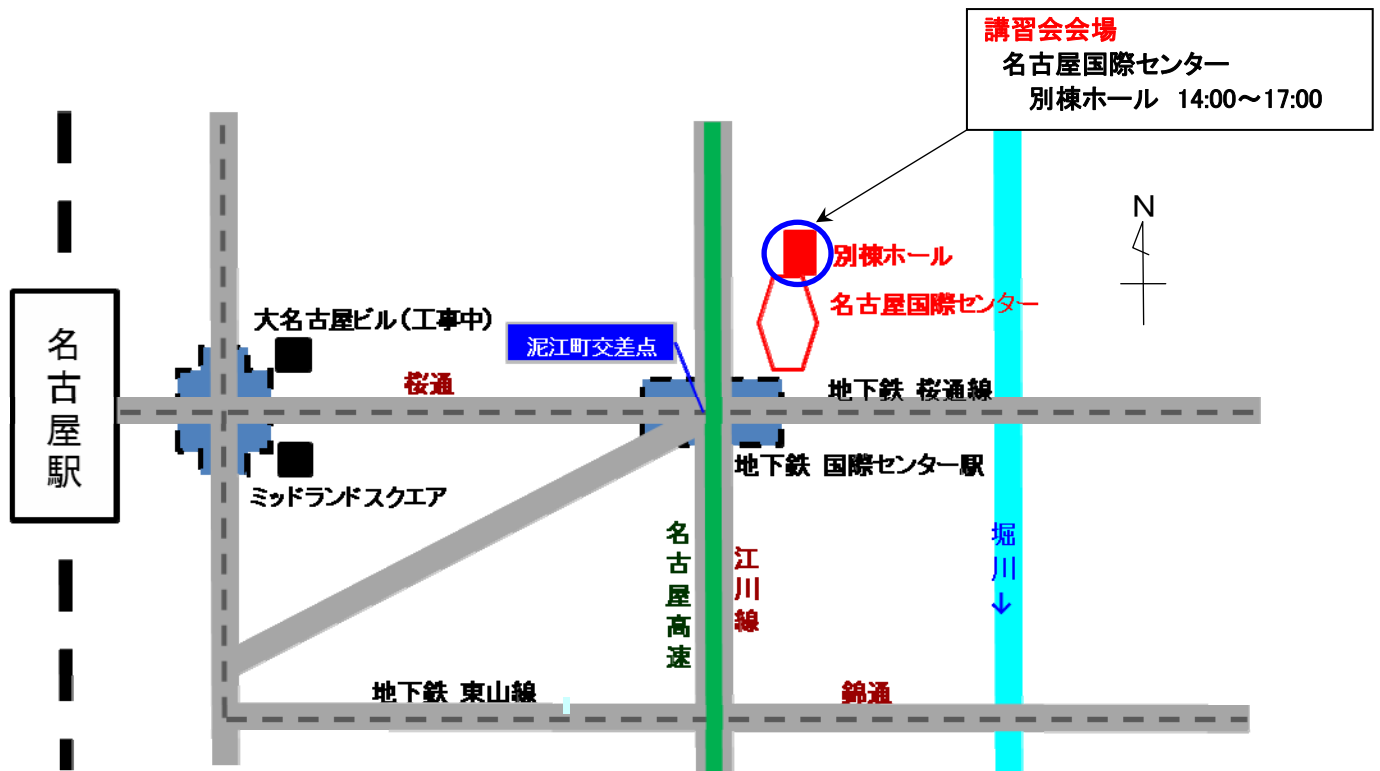 講習会会場
名古屋国際センター
別棟ホール 14:00～17:00
N
別棟ホール
名古屋国際センター
大名古屋ビル(工事中)
泥江町交差点
名古屋駅
桜通
地下鉄 桜通線
地下鉄 国際センター駅
ミッドランドスクエア
名古屋高速
江川線
堀川↓
地下鉄 東山線
錦通